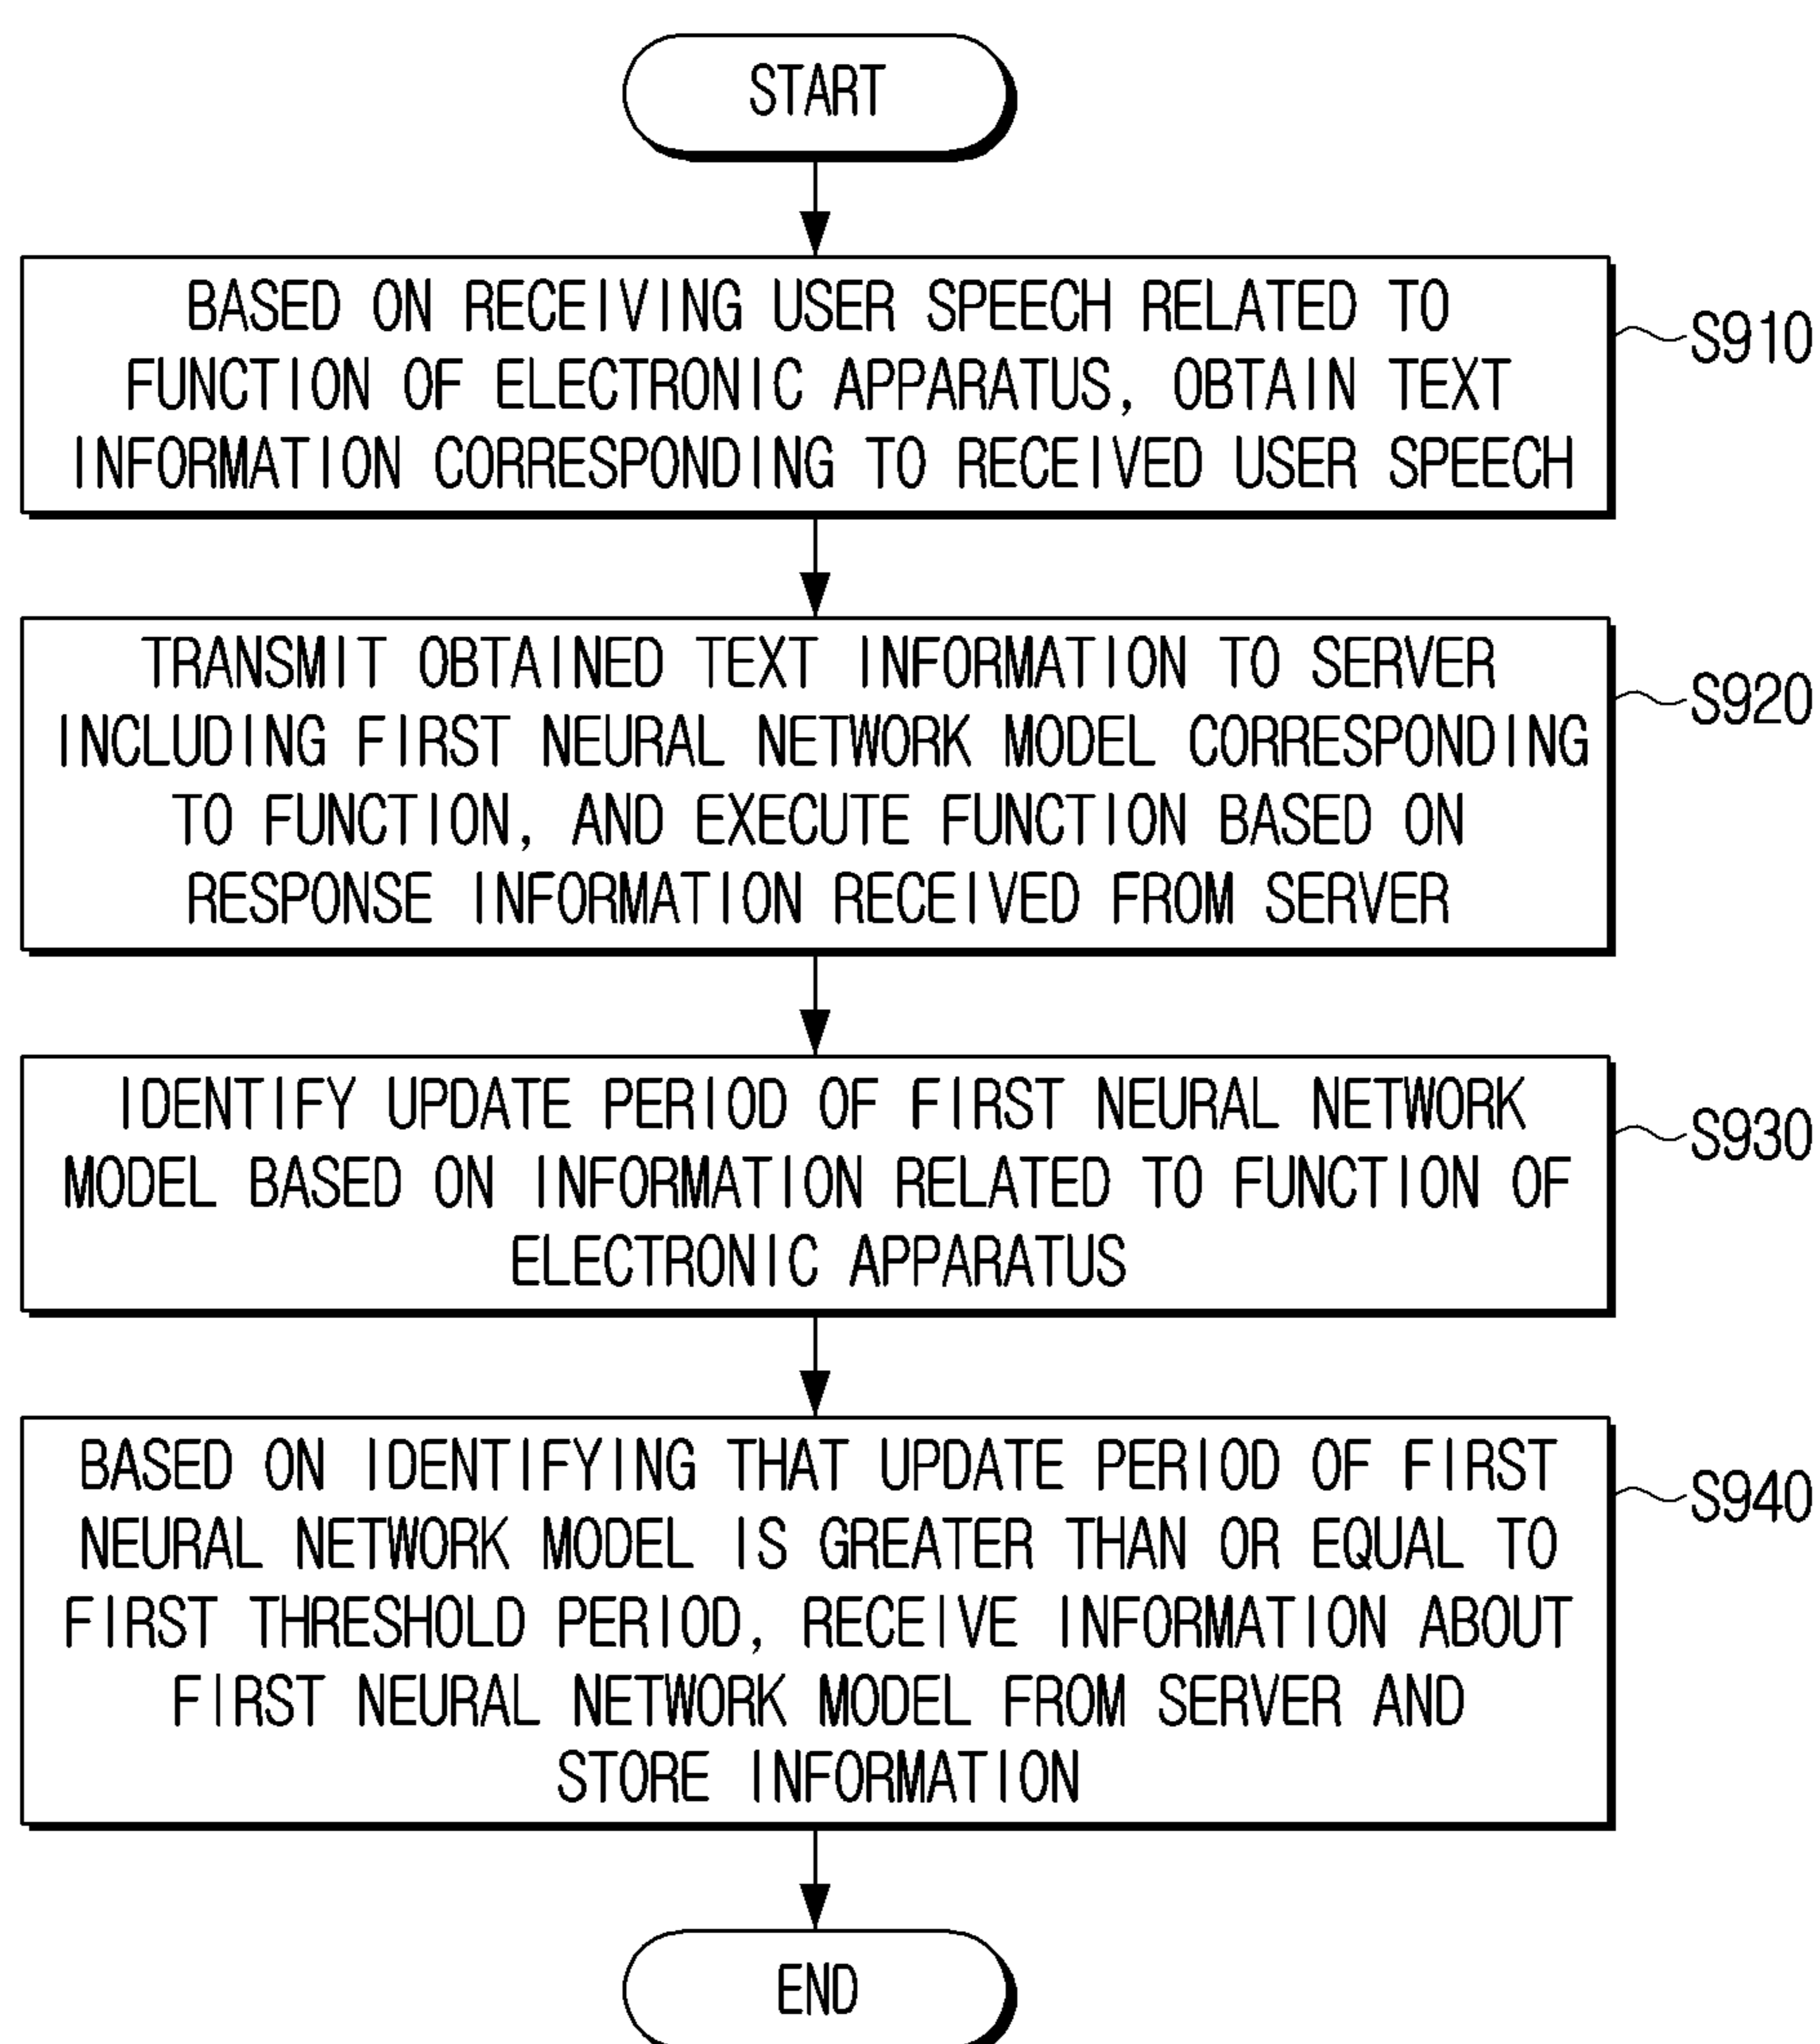 START
BASED ON RECEIVING USER SPEECH RELATED TO
FUNCTION OF ELECTRONIC APPARATUS, OBTAIN TEXT
INFORMATION CORRESPONDING TO RECEIVED USER SPEECH
S910
TRANSMIT OBTAINED TEXT INFORMATION TO SERVER
INCLUDING FIRST NEURAL NETWORK MODEL CORRESPONDING
TO FUNCTION, AND EXECUTE FUNCTION BASED ON
RESPONSE INFORMATION RECEIVED FROM SERVER
S920
IDENTIFY UPDATE PERIOD OF FIRST NEURAL NETWORK
MODEL BASED ON INFORMATION RELATED TO FUNCTION OF
ELECTRONIC APPARATUS
S930
BASED ON IDENTIFYING THAT UPDATE PERIOD OF FIRST
NEURAL NETWORK MODEL IS GREATER THAN OR EQUAL TO
FIRST THRESHOLD PERIOD, RECEIVE INFORMATION ABOUT
FIRST NEURAL NETWORK MODEL FROM SERVER AND
STORE INFORMATION
S940
END